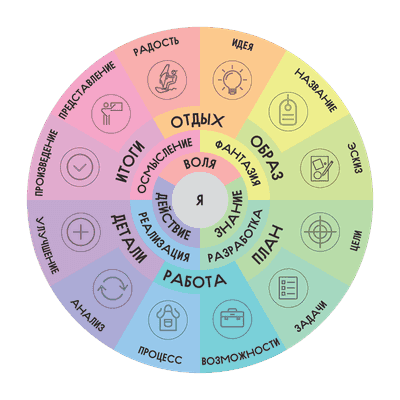 РАДОСТЬ
ИДЕЯ
НАЗВАНИЕ
ЭСКИЗ
ЦЕЛИ
ЗАДАЧИ
ВОЗМОЖНОСТИ
ПРОЦЕСС
АНАЛИЗ
УЛУЧШЕНИЕ
ПРОИЗВЕДЕНИЕ
ПРЕДСТАВЛЕНИЕ
ОТДЫХ
ОБРАЗ
ПЛАН
РАБОТА
ДЕТАЛИ
ИТОГИ
ОСМЫСЛЕНИЕ
ФАНТАЗИЯ
РАЗРАБОТКА
РЕАЛИЗАЦИЯ
ВОЛЯ
ЗНАНИЕ
ДЕЙСТВИЕ
Я